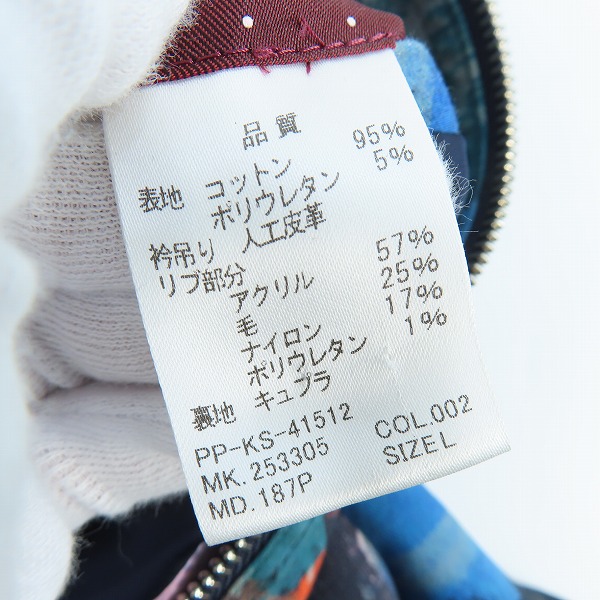 品質
表地 コットン 95%
ポリウレタン 5%
衿吊り 人工皮革
リブ部分
アクリル 57%
毛 25%
ナイロン 17%
ポリウレタン 1%
裏地 キュプラ
PP-KS-41512 COL.002
MK.253305 SIZEL
MD.187P